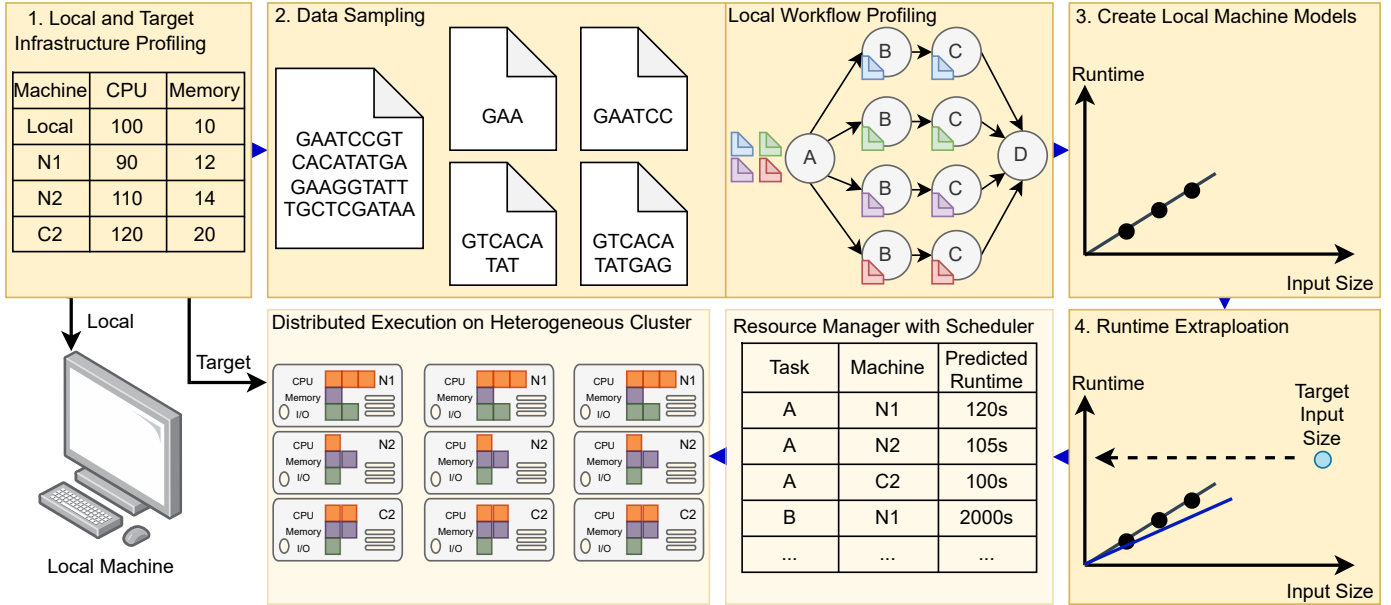 1. Local and Target
Infrastructure Profiling
Machine CPU Memory
Local 100 10
N1 90 12
N2 110 14
C2 120 20
2. Data Sampling
GAATCCGT
CACATATGA
GAAGGTATT
TGCTCGATAA
GAA
GAATCC
GTCACA
TAT
GTCACA
TATGAG
Local Workflow Profiling
A
B C
B C
B C
B C
D
3. Create Local Machine Models
Runtime
Input Size
Local
Target
Local Machine
Distributed Execution on Heterogeneous Cluster
CPU N1
Memory
I/O
CPU N1
Memory
I/O
CPU N1
Memory
I/O
CPU N2
Memory
I/O
CPU N2
Memory
I/O
CPU N2
Memory
I/O
CPU C2
Memory
I/O
CPU C2
Memory
I/O
CPU C2
Memory
I/O
Resource Manager with Scheduler
Task Machine Predicted
Runtime
A N1 120s
A N2 105s
A C2 100s
B N1 2000s
... ... ...
4. Runtime Extraploation
Runtime
Target
Input
Size
Input Size